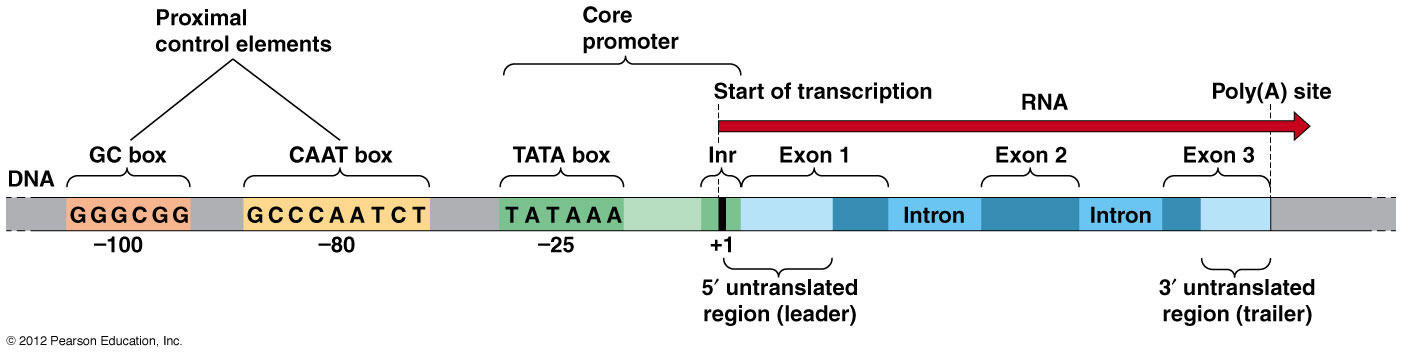 Proximal
control elements
Core
promoter
Start of transcription
RNA
Poly(A) site
GC box
CAAT box
TATA box
Inr
Exon 1
Exon 2
Exon 3
DNA
GGGCGG
GCCCAATCT
TATAAA
Intron
Intron
–100
–80
–25
+1
5′ untranslated
region (leader)
3′ untranslated
region (trailer)
© 2012 Pearson Education, Inc.